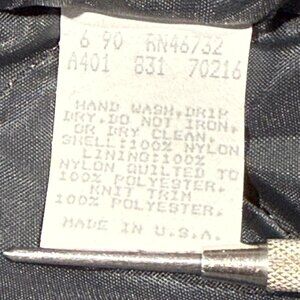 6 90 RN46732
A401 831 70216
HAND WASH, DRIP
DRY. DO NOT IRON,
OR DRY CLEAN.
SHELL:100% NYLON
LINING:100%
NYLON QUILTED TO
100% POLYESTER.
KNIT TRIM
100% POLYESTER.
MADE IN U.S.A.